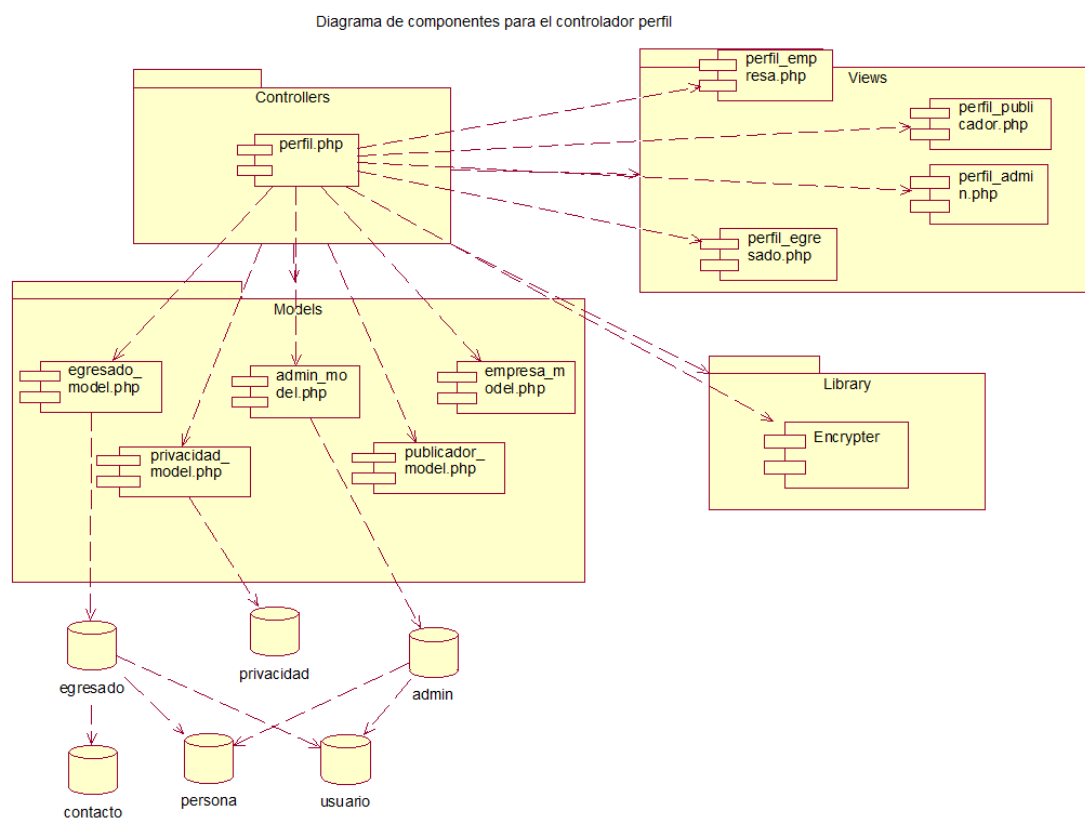 Diagrama de componentes para el controlador perfil
Controllers
perfil.php
Views
perfil_emp
resa.php
perfil_publi
cador.php
perfil_admi
n.php
perfil_egre
sado.php
Models
egresado_
model.php
admin_mo
del.php
empresa_m
odel.php
privacidad_
model.php
publicador_
model.php
Library
Encrypter
egresado
privacidad
admin
contacto
persona
usuario